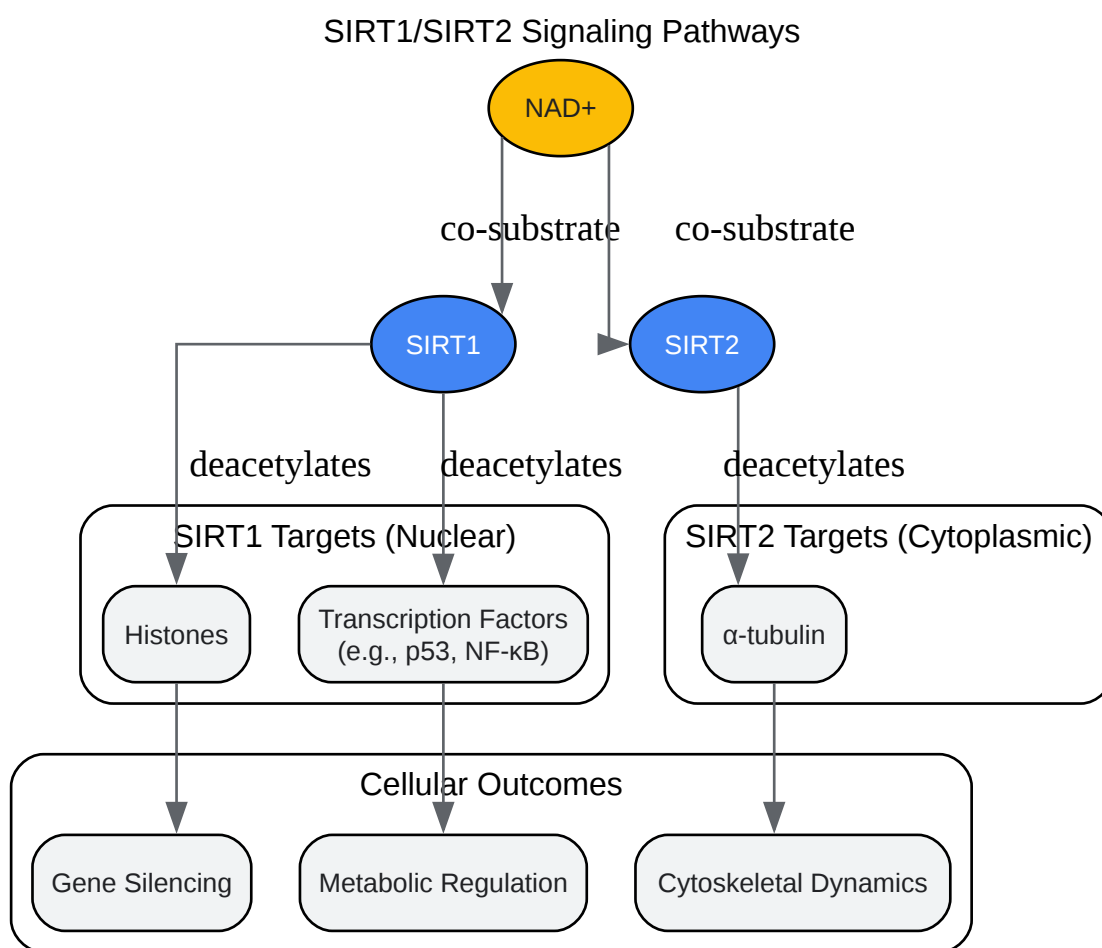 SIRT1/SIRT2 Signaling Pathways
NAD+
co-substrate
co-substrate
SIRT1
SIRT2
deacetylates
deacetylates
deacetylates
SIRT1 Targets (Nuclear)
SIRT2 Targets (Cytoplasmic)
Histones
Transcription Factors
(e.g., p53, NF-κB)
α-tubulin
Cellular Outcomes
Gene Silencing
Metabolic Regulation
Cytoskeletal Dynamics